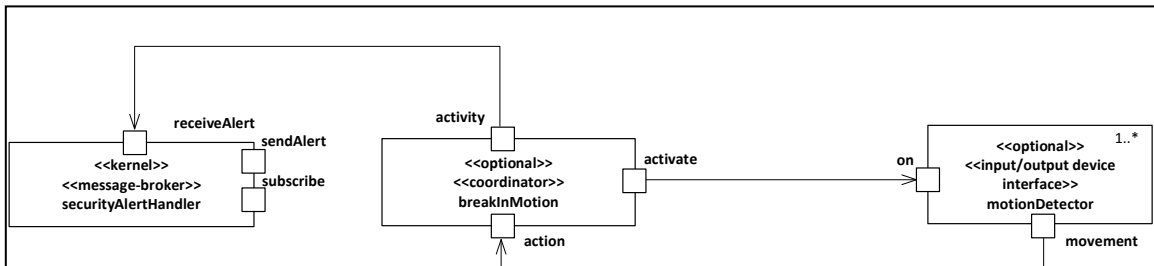 receiveAlert
<<kernel>>
<<message-broker>>
securityAlertHandler
sendAlert
subscribe
activity
<<optional>>
<<coordinator>>
breakInMotion
activate
action
on
1..*
<<optional>>
<<input/output device
interface>>
motionDetector
movement